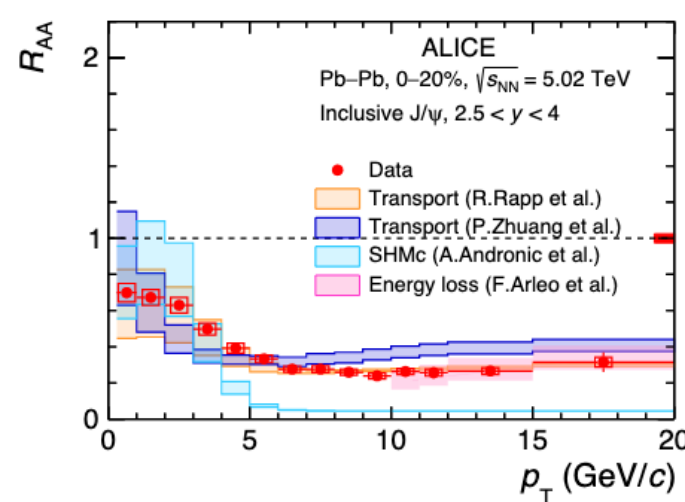 R_AA
2
1
0
ALICE
Pb–Pb, 0–20%, √s_NN = 5.02 TeV
Inclusive J/ψ, 2.5 < y < 4
Data
Transport (R.Rapp et al.)
Transport (P.Zhuang et al.)
SHMc (A.Andronic et al.)
Energy loss (F.Arleo et al.)
0 5 10 15 20
p_T (GeV/c)